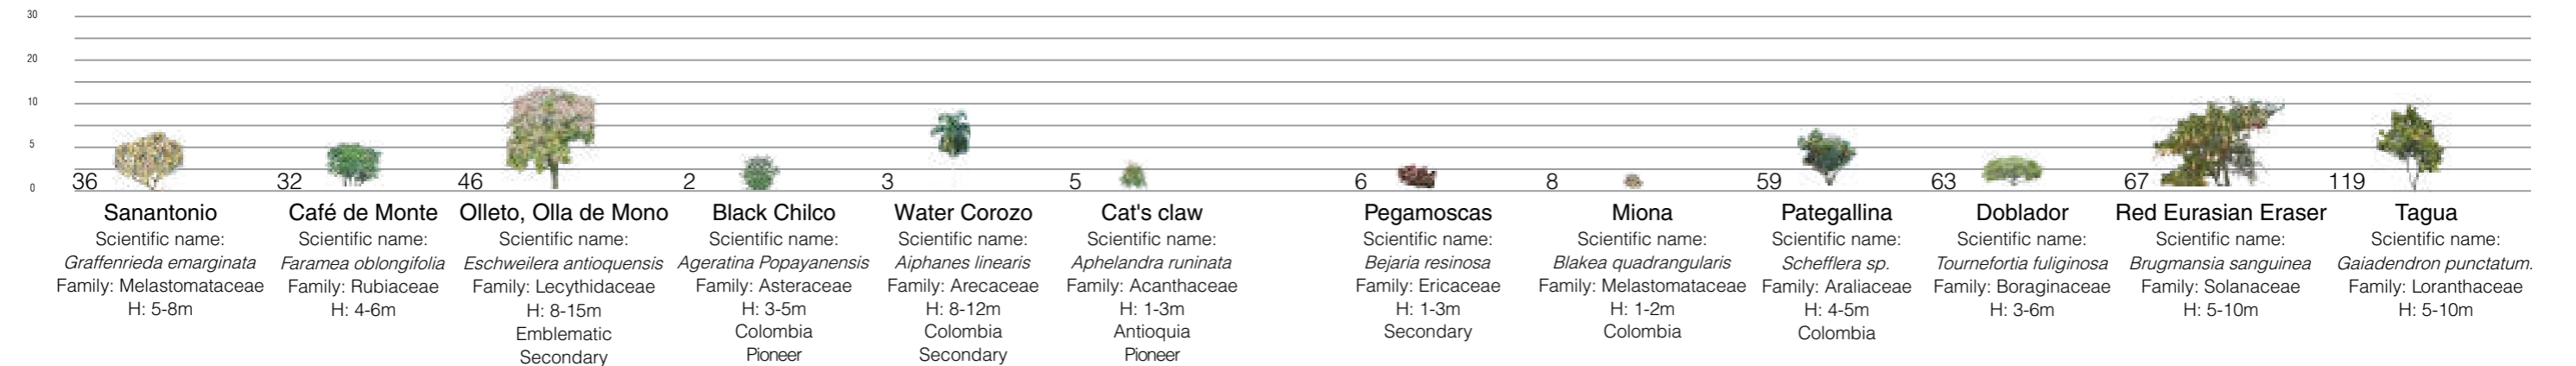 30
20
10
5
0
36
Sanantonio
Scientific name:
Graffenrieda emarginata
Family: Melastomataceae
H: 5-8m
32
Café de Monte
Scientific name:
Faramea oblongifolia
Family: Rubiaceae
H: 4-6m
46
Olleto, Olla de Mono
Scientific name:
Eschweilera antioquensis
Family: Lecythidaceae
H: 8-15m
Emblematic
Secondary
2
Black Chilco
Scientific name:
Ageratina Popayanensis
Family: Asteraceae
H: 3-5m
Colombia
Pioneer
3
Water Corozo
Scientific name:
Aiphanes linearis
Family: Arecaceae
H: 8-12m
Colombia
Secondary
5
Cat's claw
Scientific name:
Aphelandra runinata
Family: Acanthaceae
H: 1-3m
Antioquia
Pioneer
6
Pegamoscas
Scientific name:
Bejaria resinosa
Family: Ericaceae
H: 1-3m
Secondary
8
Miona
Scientific name:
Blakea quadrangularis
Family: Melastomataceae
H: 1-2m
Colombia
59
Pategallina
Scientific name:
Schefflera sp.
Family: Araliaceae
H: 4-5m
Colombia
63
Doblador
Scientific name:
Tournefortia fuliginosa
Family: Boraginaceae
H: 3-6m
67
Red Eurasian Eraser
Scientific name:
Brugmansia sanguinea
Family: Solanaceae
H: 5-10m
119
Tagua
Scientific name:
Gaiadendron punctatum.
Family: Loranthaceae
H: 5-10m